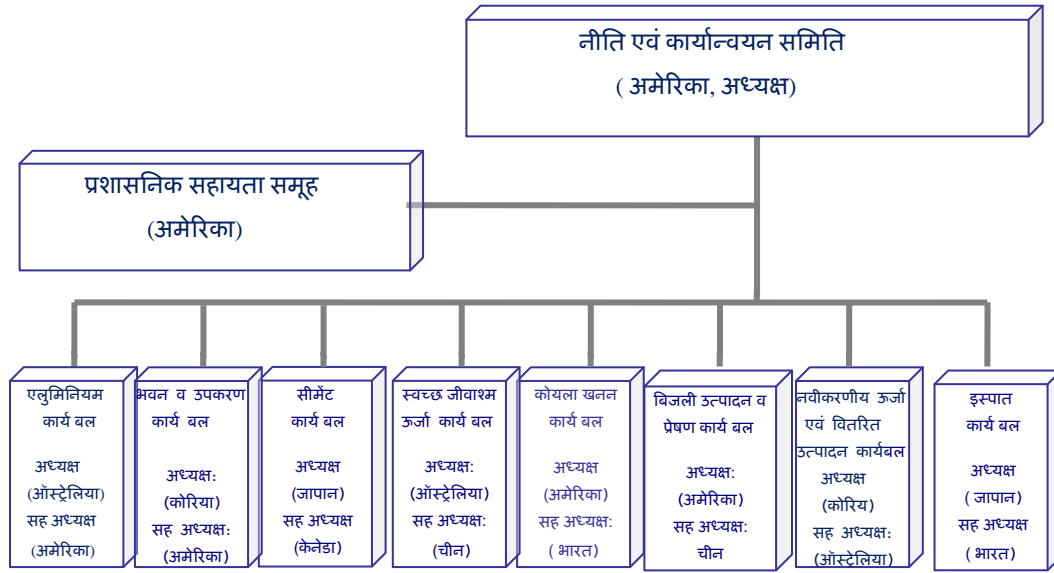 नीति एवं कार्यान्वयन समिति
( अमेरिका, अध्यक्ष)
प्रशासनिक सहायता समूह
(अमेरिका)
एलुमिनियम
कार्य बल
अध्यक्ष
(ऑस्ट्रेलिया)
सह अध्यक्ष
(अमेरिका)
भवन व उपकरण
कार्य बल
अध्यक्ष:
(कोरिया)
सह अध्यक्ष:
(अमेरिका)
सीमेंट
कार्य बल
अध्यक्ष
(जापान)
सह अध्यक्ष
(केनेडा)
स्वच्छ जीवाश्म
ऊर्जा कार्य बल
अध्यक्ष:
(ऑस्ट्रेलिया)
सह अध्यक्ष:
(चीन)
कोयला खनन
कार्य बल
अध्यक्ष
(अमेरिका)
सह अध्यक्ष:
( भारत)
बिजली उत्पादन व
प्रेषण कार्य बल
अध्यक्ष:
(अमेरिका)
सह अध्यक्ष:
चीन
नवीकरणीय ऊर्जा
एवं वितरित
उत्पादन कार्यबल
अध्यक्ष
(कोरिय)
सह अध्यक्ष:
(ऑस्ट्रेलिया)
इस्पात
कार्य बल
अध्यक्ष
( जापान)
सह अध्यक्ष
( भारत)